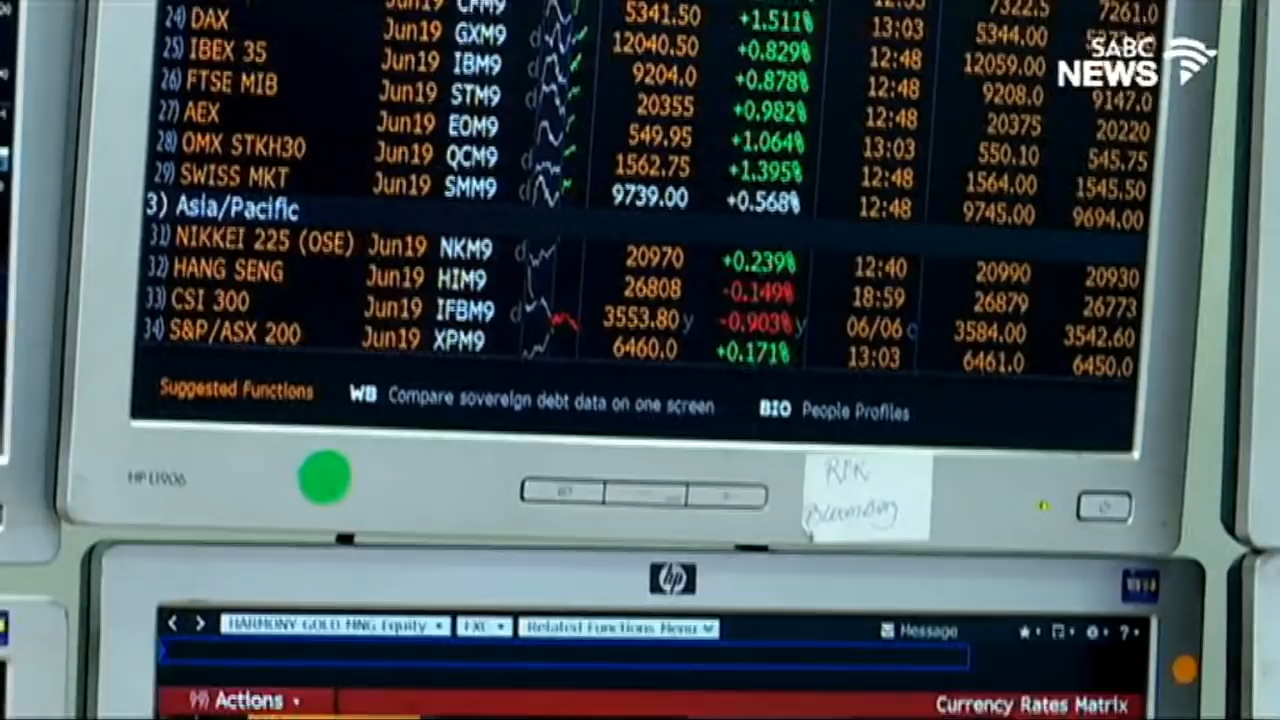 7322.5 7261.0
Jun19 CFM9 5341.50 +1.511% 13:03 5344.00
24) DAX Jun19 GXM9 12040.50 +0.829% 12:48 12059.00
25) IBEX 35 Jun19 IBM9 9204.0 +0.878% 12:48 9208.0 9147.0
26) FTSE MIB Jun19 STM9 20355 +0.982% 12:48 20375 20220
27) AEX Jun19 EOM9 549.95 +1.064% 13:03 550.10 545.75
28) OMX STKH30 Jun19 QCM9 1562.75 +1.395% 12:48 1564.00 1545.50
29) SWISS MKT Jun19 SMM9 9739.00 +0.568% 12:48 9745.00 9694.00
3) Asia/Pacific
31) NIKKEI 225 (OSE) Jun19 NKM9 20970 +0.239% 12:40 20990 20930
32) HANG SENG Jun19 HIM9 26808 -0.149% 18:59 26879 26773
33) CSI 300 Jun19 IFBM9 3553.80 y -0.903% y 06/06 c 3584.00 3542.60
34) S&P/ASX 200 Jun19 XPM9 6460.0 +0.171% 13:03 6461.0 6450.0
Suggested Functions WB Compare sovereign debt data on one screen BIO People Profiles
SABC
NEWS
HP L1906
Bloomberg
hp
HARMONY GOLD MNG Equity Related Functions Menu Message
99) Actions Currency Rates Matrix